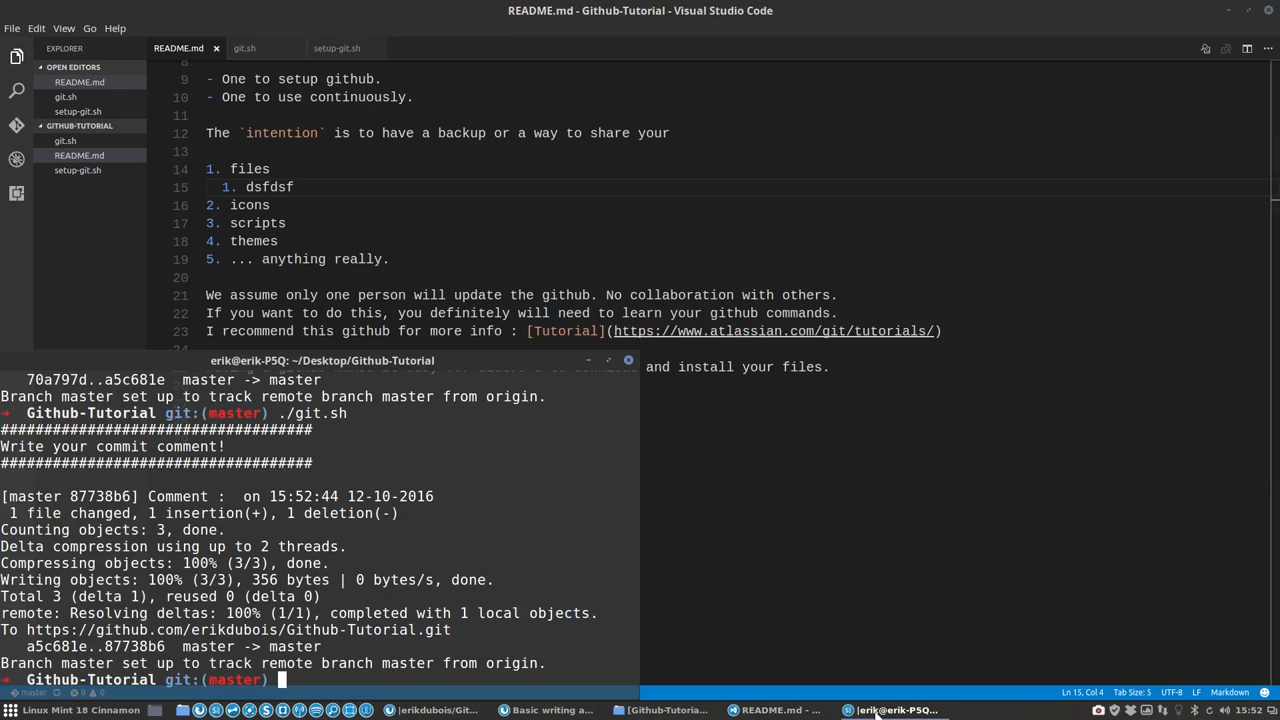 README.md - Github-Tutorial - Visual Studio Code
File Edit View Go Help
EXPLORER
OPEN EDITORS
README.md
git.sh
setup-git.sh
GITHUB-TUTORIAL
git.sh
README.md
setup-git.sh
README.md git.sh setup-git.sh
8
9 - One to setup github.
10 - One to use continuously.
11
12 The `intention` is to have a backup or a way to share your
13
14 1. files
15 1. dsfdsf
16 2. icons
17 3. scripts
18 4. themes
19 5. ... anything really.
20
21 We assume only one person will update the github. No collaboration with others.
22 If you want to do this, you definitely will need to learn your github commands.
23 I recommend this github for more info : [Tutorial](https://www.atlassian.com/git/tutorials/)
24
and install your files.
erik@erik-P5Q: ~/Desktop/Github-Tutorial
70a797d..a5c681e master -> master
Branch master set up to track remote branch master from origin.
➜ Github-Tutorial git:(master) ./git.sh
###################################
Write your commit comment!
###################################
[master 87738b6] Comment : on 15:52:44 12-10-2016
1 file changed, 1 insertion(+), 1 deletion(-)
Counting objects: 3, done.
Delta compression using up to 2 threads.
Compressing objects: 100% (3/3), done.
Writing objects: 100% (3/3), 356 bytes | 0 bytes/s, done.
Total 3 (delta 1), reused 0 (delta 0)
remote: Resolving deltas: 100% (1/1), completed with 1 local objects.
To https://github.com/erikdubois/Github-Tutorial.git
a5c681e..87738b6 master -> master
Branch master set up to track remote branch master from origin.
➜ Github-Tutorial git:(master)
master 0 0 Ln 15, Col 4 Tab Size: 5 UTF-8 LF Markdown
Linux Mint 18 Cinnamon |erikdubois/Git... Basic writing a... [Github-Tutoria... README.md - ... |erik@erik-P5Q... 15:52